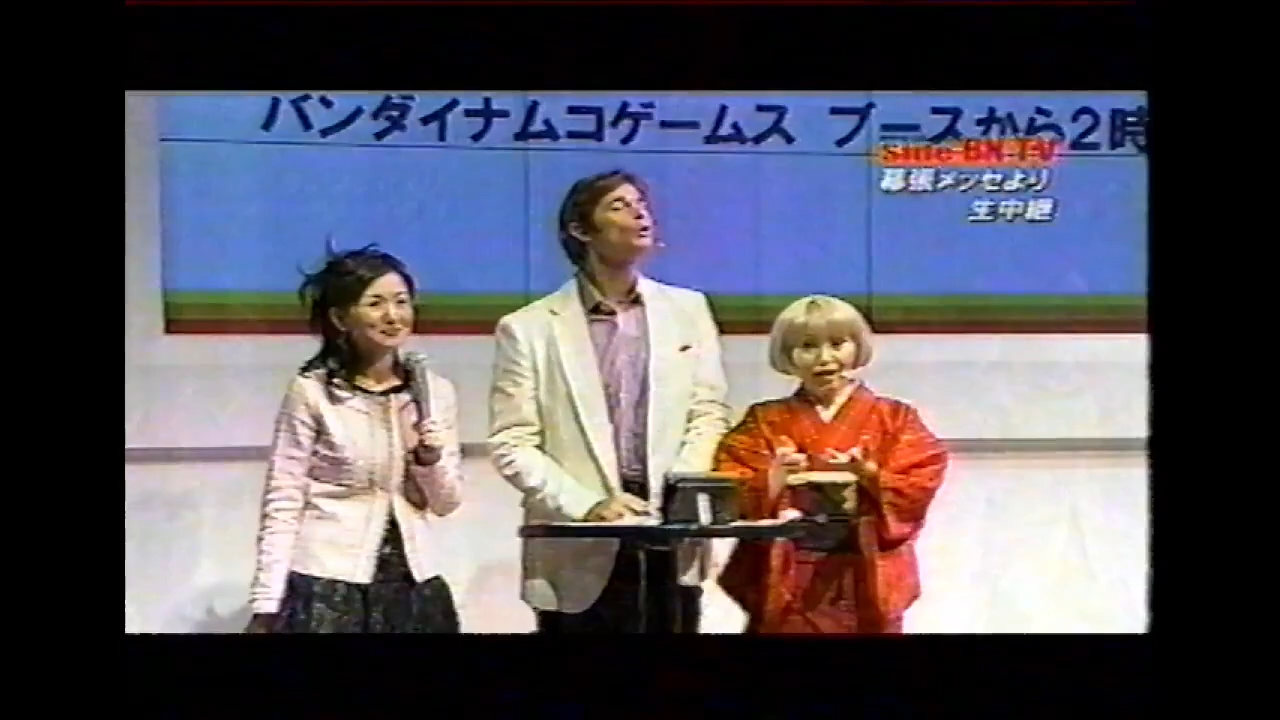 バンダイナムコゲームス ブースから2時
幕張メッセより
生中継